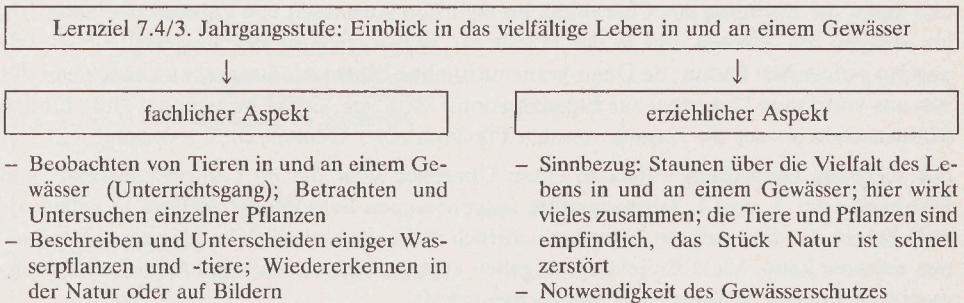 Lernziel 7.4/3. Jahrgangsstufe: Einblick in das vielfältige Leben in und an einem Gewässer
fachlicher Aspekt
– Beobachten von Tieren in und an einem Ge-
wässer (Unterrichtsgang); Betrachten und
Untersuchen einzelner Pflanzen
– Beschreiben und Unterscheiden einiger Was-
serpflanzen und -tiere; Wiedererkennen in
der Natur oder auf Bildern
erziehlicher Aspekt
– Sinnbezug: Staunen über die Vielfalt des Le-
bens in und an einem Gewässer; hier wirkt
vieles zusammen; die Tiere und Pflanzen sind
empfindlich, das Stück Natur ist schnell
zerstört
– Notwendigkeit des Gewässerschutzes